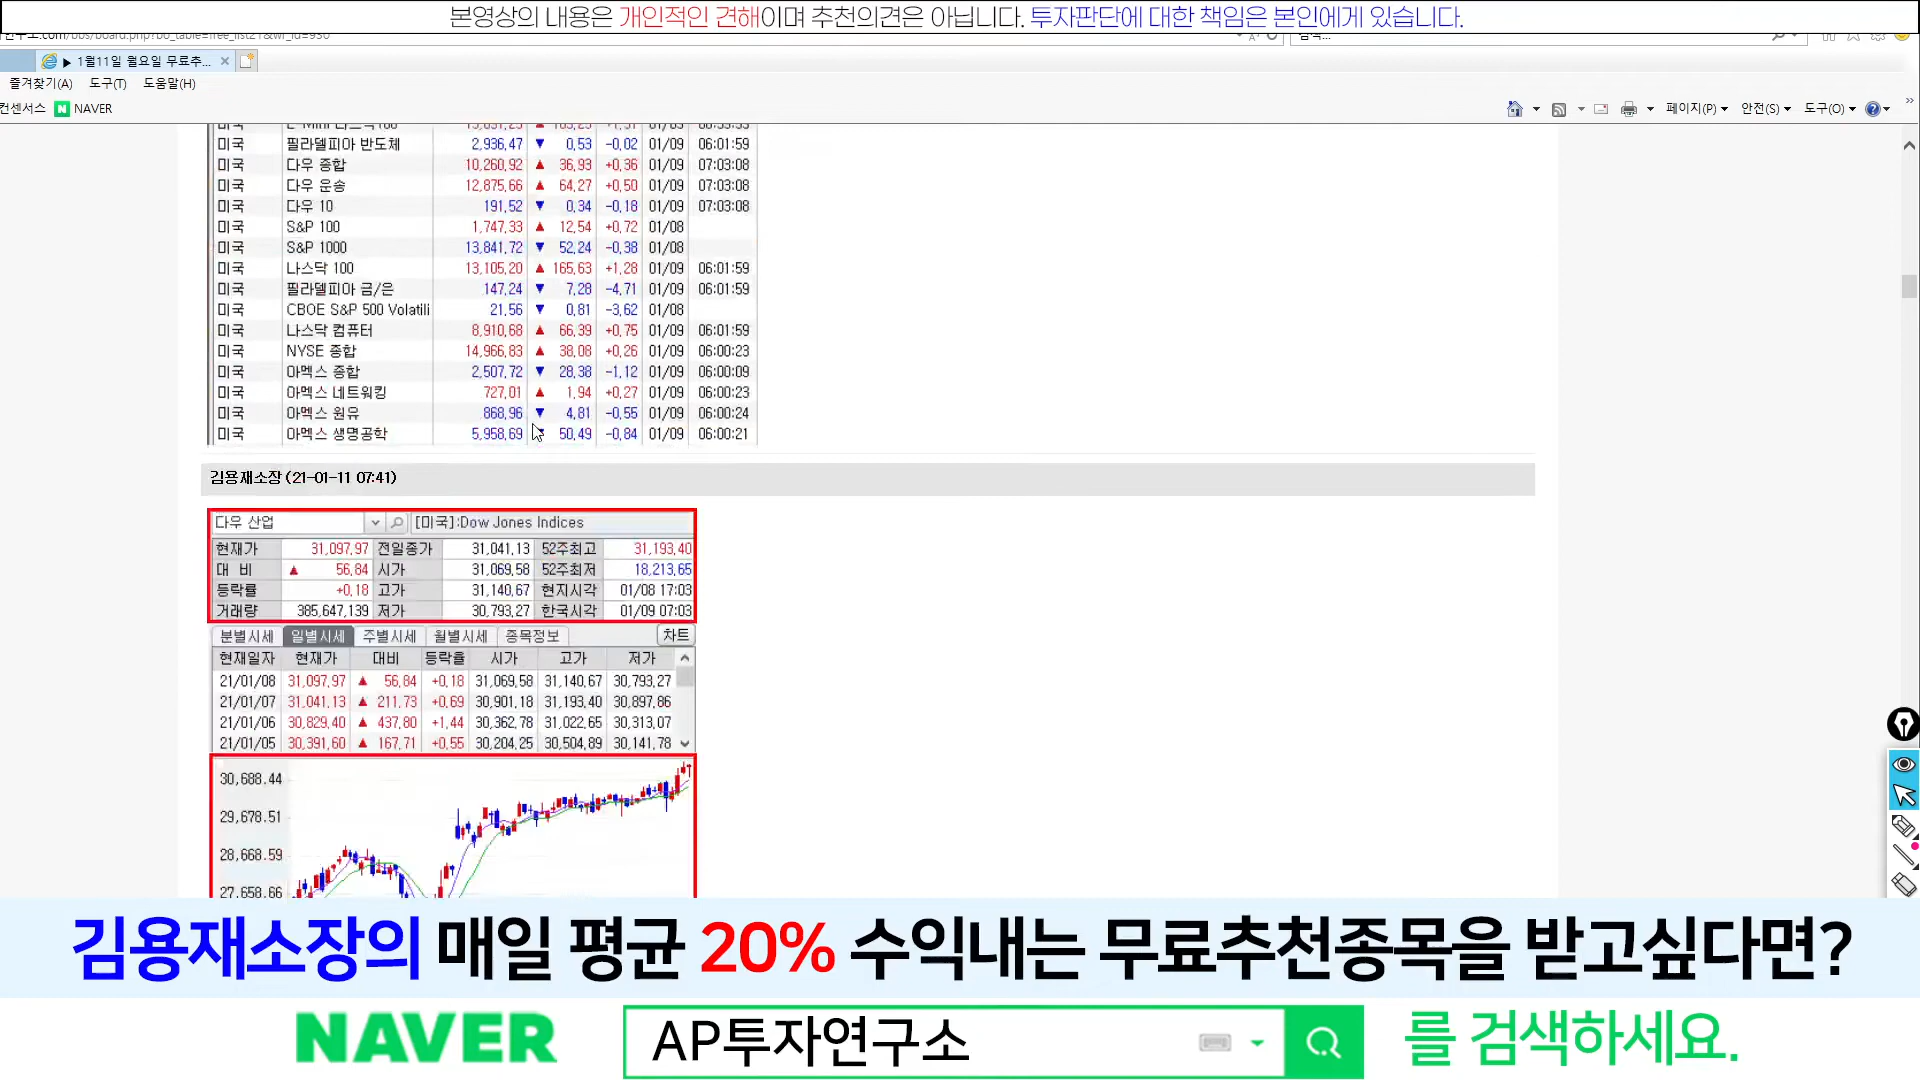 본영상의 내용은 개인적인 견해이며 추천의견은 아닙니다. 투자판단에 대한 책임은 본인에게 있습니다.
▶ 1월11일 월요일 무료추...
즐겨찾기(A) 도구(T) 도움말(H)
컨센서스 NAVER 페이지(P) 안전(S) 도구(O)
미국 필라델피아 반도체 2,936,47 ▼ 0,53 -0,02 01/09 06:01:59
미국 다우 종합 10,260,92 ▲ 36,93 +0,36 01/09 07:03:08
미국 다우 운송 12,875,66 ▲ 64,27 +0,50 01/09 07:03:08
미국 다우 10 191,52 ▼ 0,34 -0,18 01/09 07:03:08
미국 S&P 100 1,747,33 ▲ 12,54 +0,72 01/08
미국 S&P 1000 13,841,72 ▼ 52,24 -0,38 01/08
미국 나스닥 100 13,105,20 ▲ 165,63 +1,28 01/09 06:01:59
미국 필라델피아 금/은 147,24 ▼ 7,28 -4,71 01/09 06:01:59
미국 CBOE S&P 500 Volatili 21,56 ▼ 0,81 -3,62 01/08
미국 나스닥 컴퓨터 8,910,68 ▲ 66,39 +0,75 01/09 06:01:59
미국 NYSE 종합 14,966,83 ▲ 38,08 +0,26 01/09 06:00:23
미국 아멕스 종합 2,507,72 ▼ 28,38 -1,12 01/09 06:00:09
미국 아멕스 네트워킹 727,01 ▲ 1,94 +0,27 01/09 06:00:23
미국 아멕스 원유 868,96 ▼ 4,81 -0,55 01/09 06:00:24
미국 아멕스 생명공학 5,958,69 50,49 -0,84 01/09 06:00:21
김용재소장 (21-01-11 07:41)
다우 산업 [미국]:Dow Jones Indices
현재가 31,097,97 전일종가 31,041,13 52주최고 31,193,40
대 비 ▲ 56,84 시가 31,069,58 52주최저 18,213,65
등락률 +0,18 고가 31,140,67 현지시각 01/08 17:03
거래량 385,647,139 저가 30,793,27 한국시각 01/09 07:03
분별시세 일별시세 주별시세 월별시세 종목정보 차트
현재일자 현재가 대비 등락률 시가 고가 저가
21/01/08 31,097,97 ▲ 56,84 +0,18 31,069,58 31,140,67 30,793,27
21/01/07 31,041,13 ▲ 211,73 +0,69 30,901,18 31,193,40 30,897,86
21/01/06 30,829,40 ▲ 437,80 +1,44 30,362,78 31,022,65 30,313,07
21/01/05 30,391,60 ▲ 167,71 +0,55 30,204,25 30,504,89 30,141,78
30,688.44
29,678.51
28,668.59
27,658.66
김용재소장의 매일 평균 20% 수익내는 무료추천종목을 받고싶다면?
NAVER AP투자연구소 를 검색하세요.